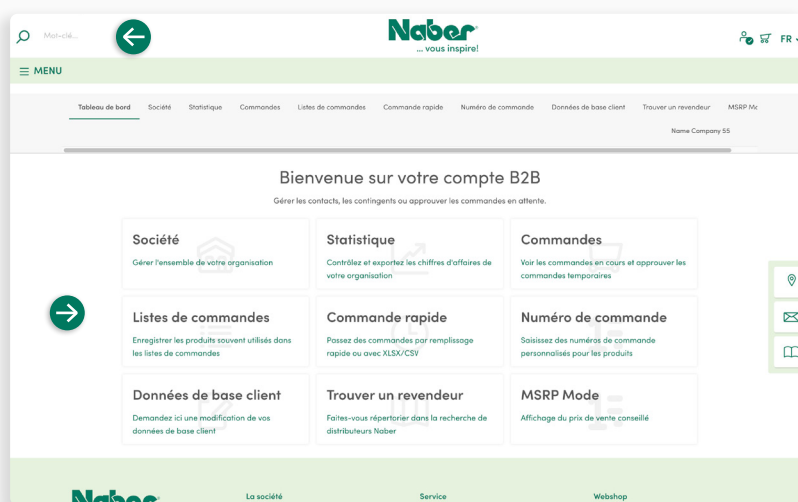 Mot-clé...
Naber
... vous inspire!
FR
MENU
Tableau de bord Société Statistique Commandes Listes de commandes Commande rapide Numéro de commande Données de base client Trouver un revendeur MSRP
Name Company 55
Bienvenue sur votre compte B2B
Gérer les contacts, les contingents ou approuver les commandes en attente.
Société Statistique Commandes
Gérer l'ensemble de votre organisation Contrôlez et exportez les chiffres d'affaires de Voir les commandes en cours et approuver les
votre organisation commandes temporaires
Listes de commandes Commande rapide Numéro de commande
Enregistrer les produits souvent utilisés dans Passez des commandes par remplissage Saisissez des numéros de commande
les listes de commandes rapide ou avec XLSX/CSV personnalisés pour les produits
Données de base client Trouver un revendeur MSRP Mode
Demandez ici une modification de vos Faites-vous répertorier dans la recherche de Affichage du prix de vente conseillé
données de base client distributeurs Naber
Naber La société Service Webshop